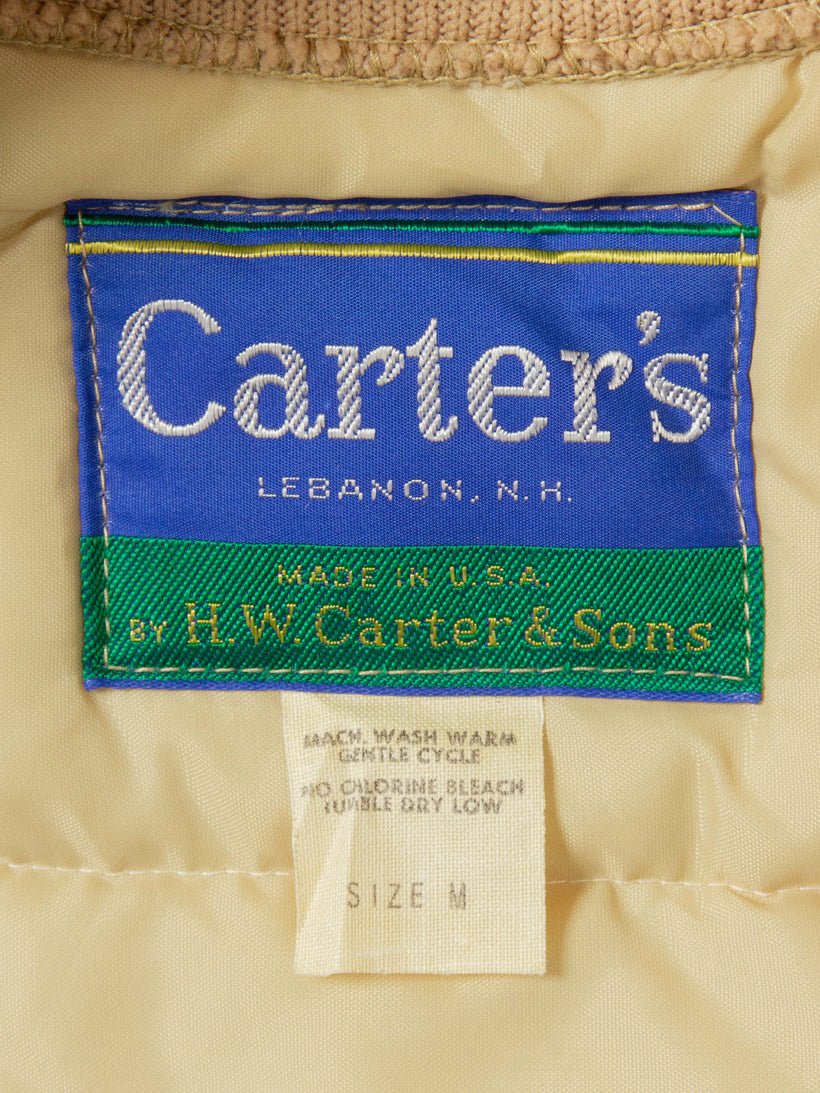 Carter's
LEBANON, N.H.
MADE IN U.S.A.
BY H.W. Carter & Sons
MACH. WASH WARM
GENTLE CYCLE
NO CHLORINE BLEACH
TUMBLE DRY LOW
SIZE M